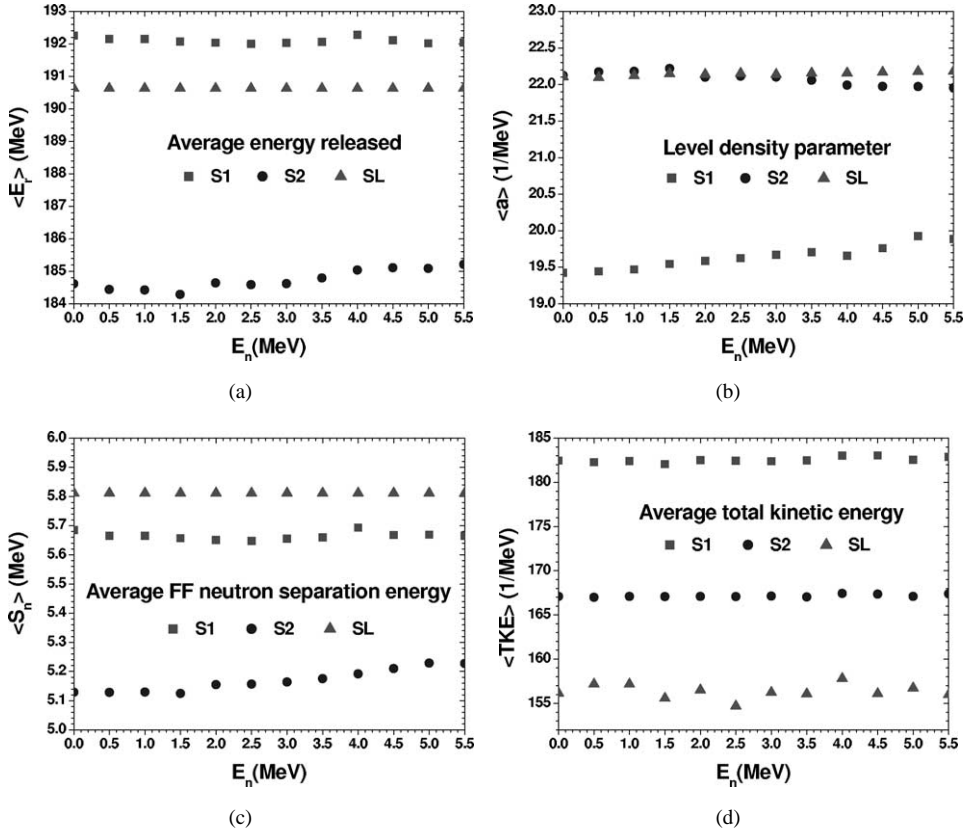 193
192
191
190
189
188
187
186
185
184
<E_r> (MeV)
Average energy released
S1 S2 SL
0.0 0.5 1.0 1.5 2.0 2.5 3.0 3.5 4.0 4.5 5.0 5.5
E_n(MeV)
(a)
23.0
22.5
22.0
21.5
21.0
20.5
20.0
19.5
19.0
<a> (1/MeV)
Level density parameter
S1 S2 SL
0.0 0.5 1.0 1.5 2.0 2.5 3.0 3.5 4.0 4.5 5.0 5.5
E_n(MeV)
(b)
6.0
5.9
5.8
5.7
5.6
5.5
5.4
5.3
5.2
5.1
5.0
<S_n> (MeV)
Average FF neutron separation energy
S1 S2 SL
0.0 0.5 1.0 1.5 2.0 2.5 3.0 3.5 4.0 4.5 5.0 5.5
E_n(MeV)
(c)
185
180
175
170
165
160
155
<TKE> (1/MeV)
Average total kinetic energy
S1 S2 SL
0.0 0.5 1.0 1.5 2.0 2.5 3.0 3.5 4.0 4.5 5.0 5.5
E_n(MeV)
(d)